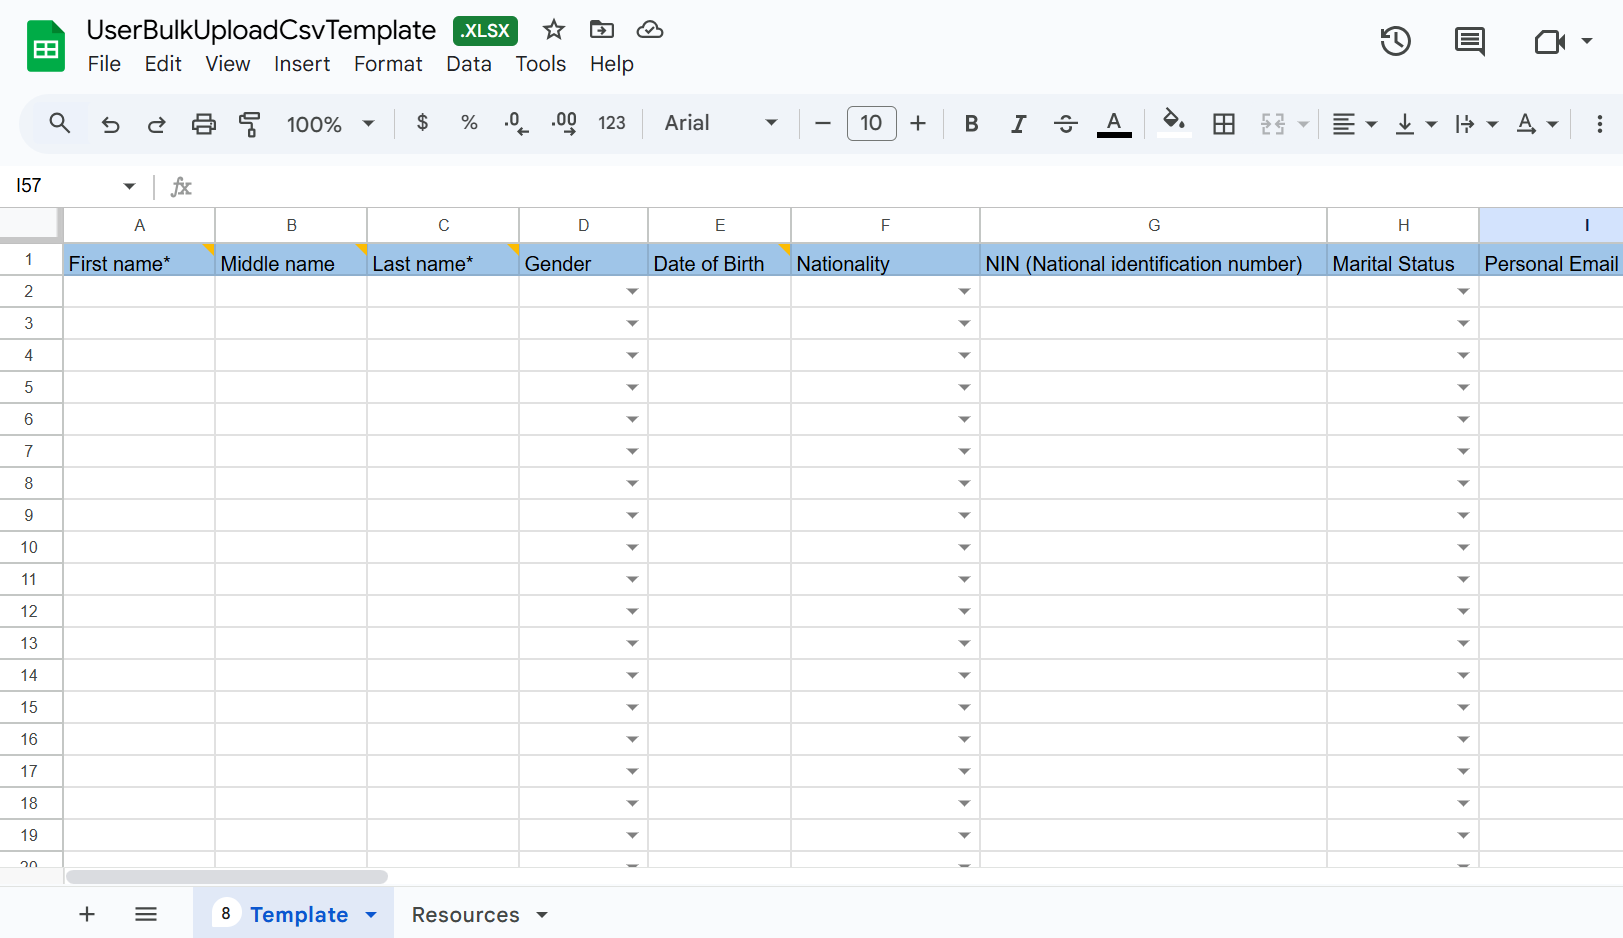 UserBulkUploadCsvTemplate .XLSX
File Edit View Insert Format Data Tools Help
100% $ % .0 .00 123 Arial 10 B I S A A
I57 fx
A B C D E F G H I
1 First name* Middle name Last name* Gender Date of Birth Nationality NIN (National identification number) Marital Status Personal Email
2
3
4
5
6
7
8
9
10
11
12
13
14
15
16
17
18
19
20
8 Template Resources